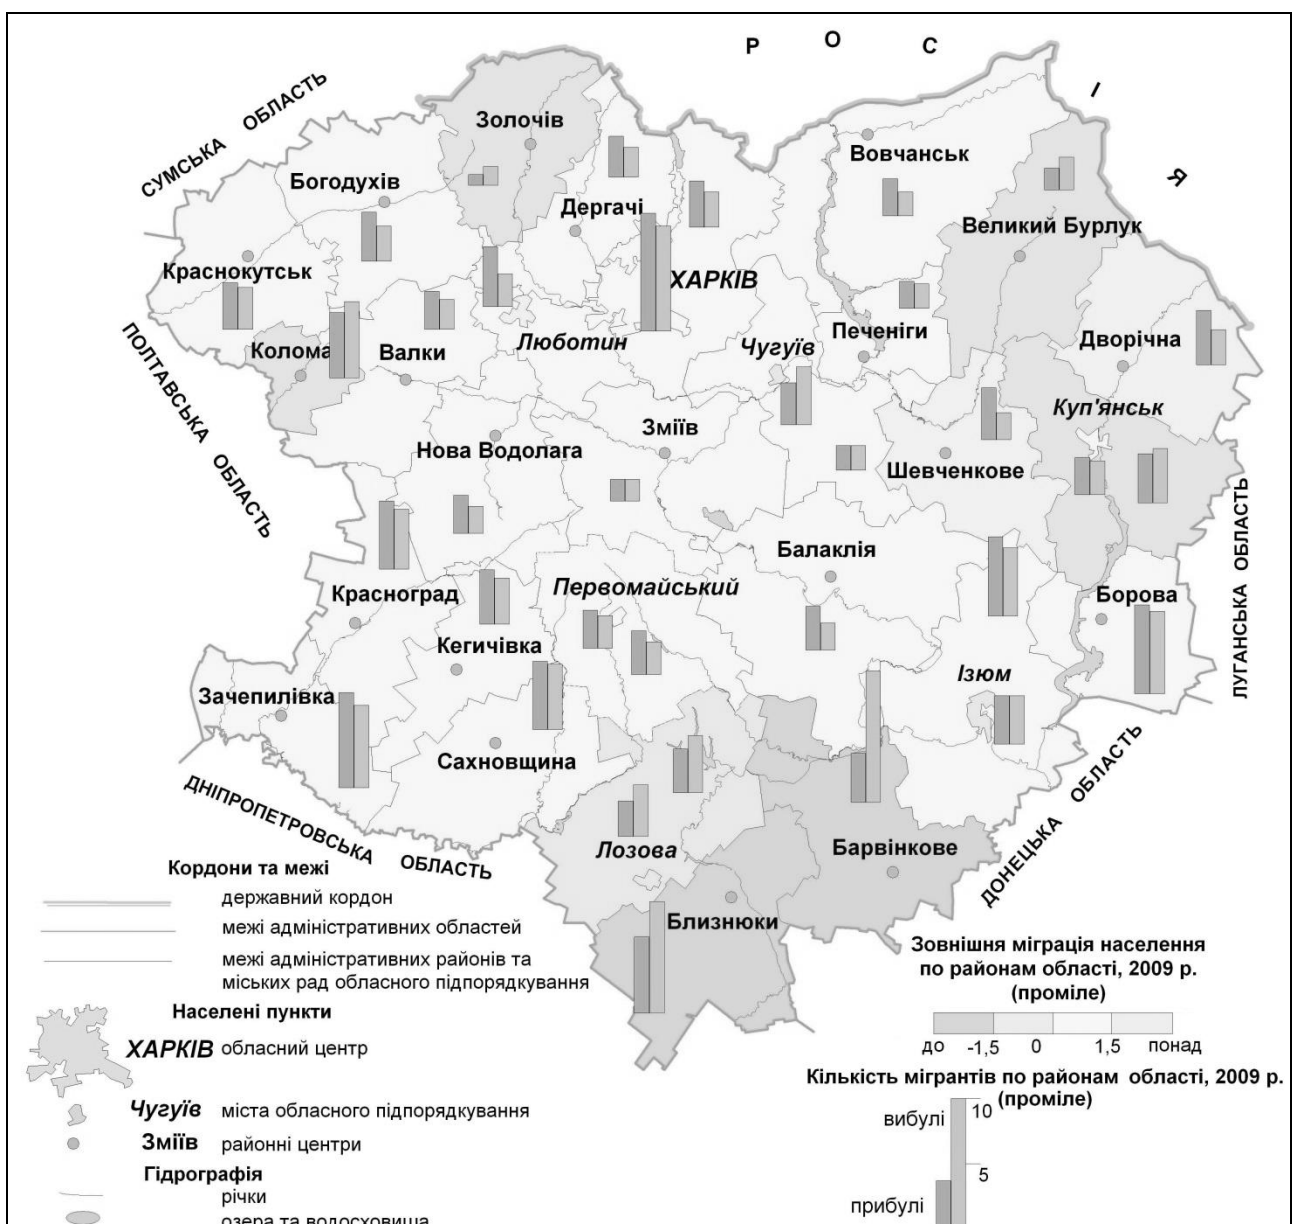 Р О С І Я
СУМСЬКА ОБЛАСТЬ
Золочів
Вовчанськ
Богодухів
Дергачі
Великий Бурлук
Краснокутськ
ХАРКІВ
ПОЛТАВСЬКА ОБЛАСТЬ
Колома
Валки
Люботин
Чугуїв
Печеніги
Дворічна
Куп'янськ
Нова Водолага
Зміїв
Шевченкове
ЛУГАНСЬКА ОБЛАСТЬ
Балаклія
Красноград
Первомайський
Борова
Кегичівка
Зачепилівка
Ізюм
Сахновщина
ДНІПРОПЕТРОВСЬКА ОБЛАСТЬ
ДОНЕЦЬКА ОБЛАСТЬ
Лозова
Барвінкове
Близнюки
Кордони та межі
державний кордон
межі адміністративних областей
межі адміністративних районів та
міських рад обласного підпорядкування
Населені пункти
ХАРКІВ обласний центр
Чугуїв міста обласного підпорядкування
Зміїв районні центри
Гідрографія
річки
озера та водосховища
Зовнішня міграція населення
по районам області, 2009 р.
(проміле)
до -1,5 0 1,5 понад
Кількість мігрантів по районам області, 2009 р.
(проміле)
вибулі 10
5
прибулі